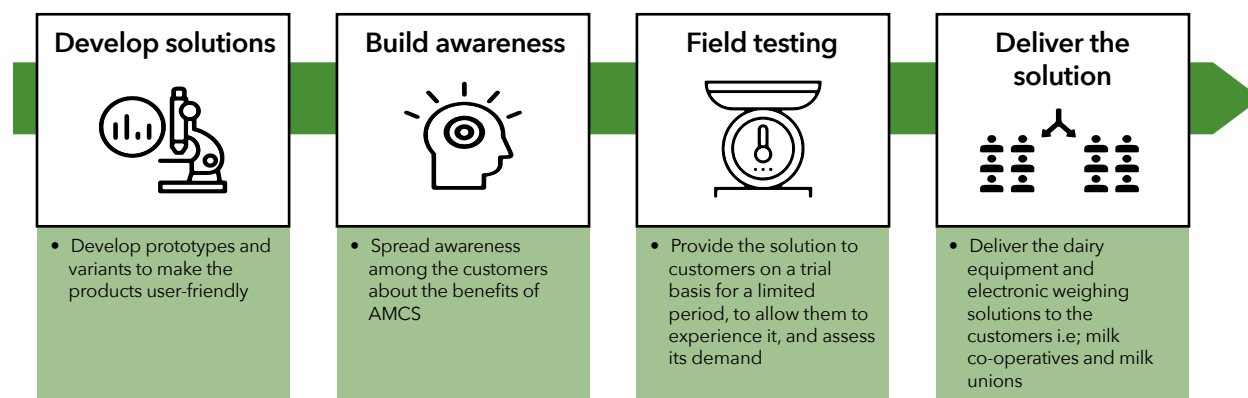 Develop solutions
• Develop prototypes and
variants to make the
products user-friendly
Build awareness
• Spread awareness
among the customers
about the benefits of
AMCS
Field testing
• Provide the solution to
customers on a trial
basis for a limited
period, to allow them to
experience it, and assess
its demand
Deliver the
solution
• Deliver the dairy
equipment and
electronic weighing
solutions to the
customers i.e; milk
co-operatives and milk
unions